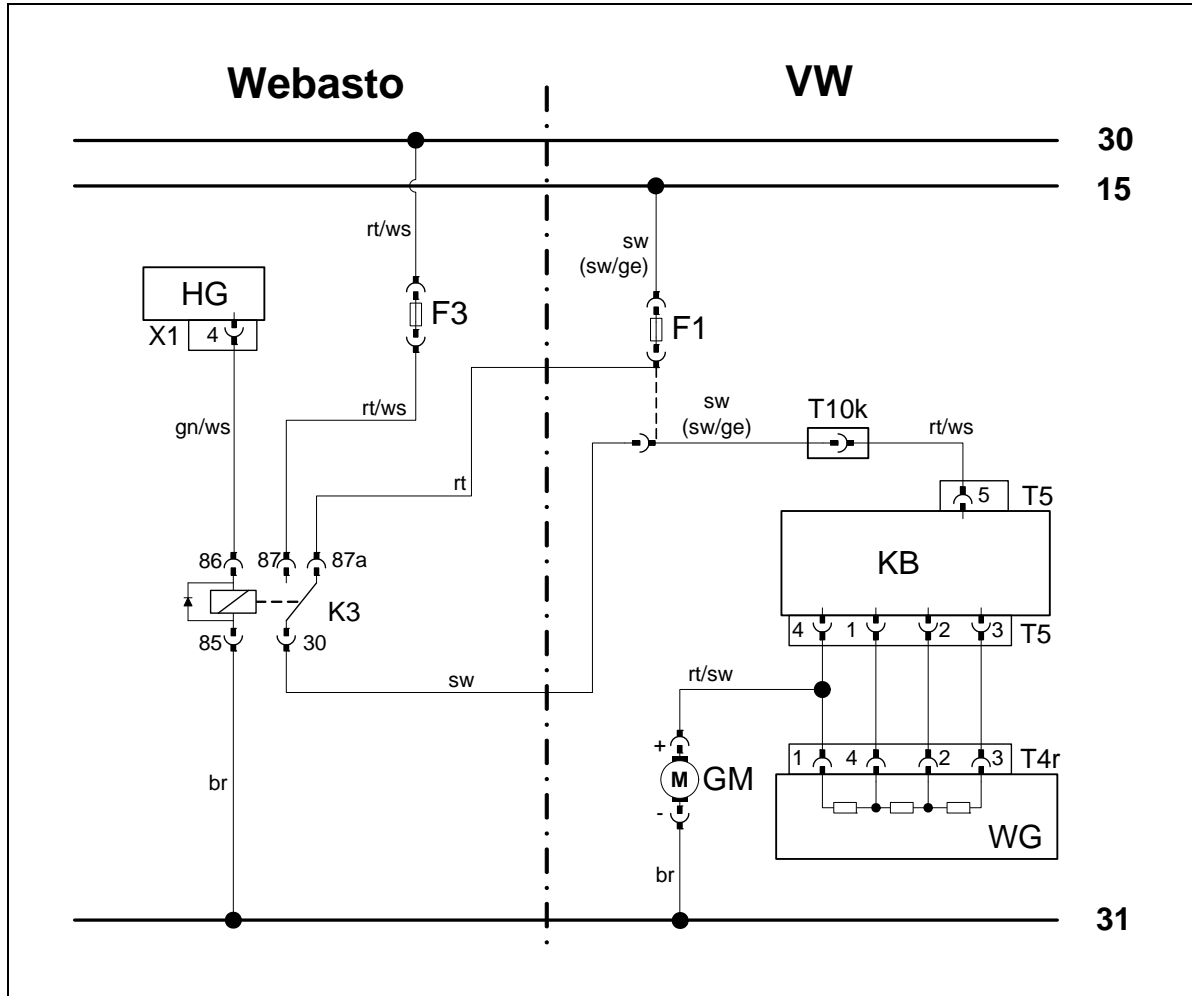 Webasto VW
30
15
rt/ws
sw
(sw/ge)
HG
X1 4
F3
F1
gn/ws
rt/ws
sw
(sw/ge)
T10k
rt/ws
rt
5 T5
86 87 87a
KB
K3
85 30
4 1 2 3 T5
sw
rt/sw
+
M GM
-
1 4 2 3 T4r
WG
br
br
31